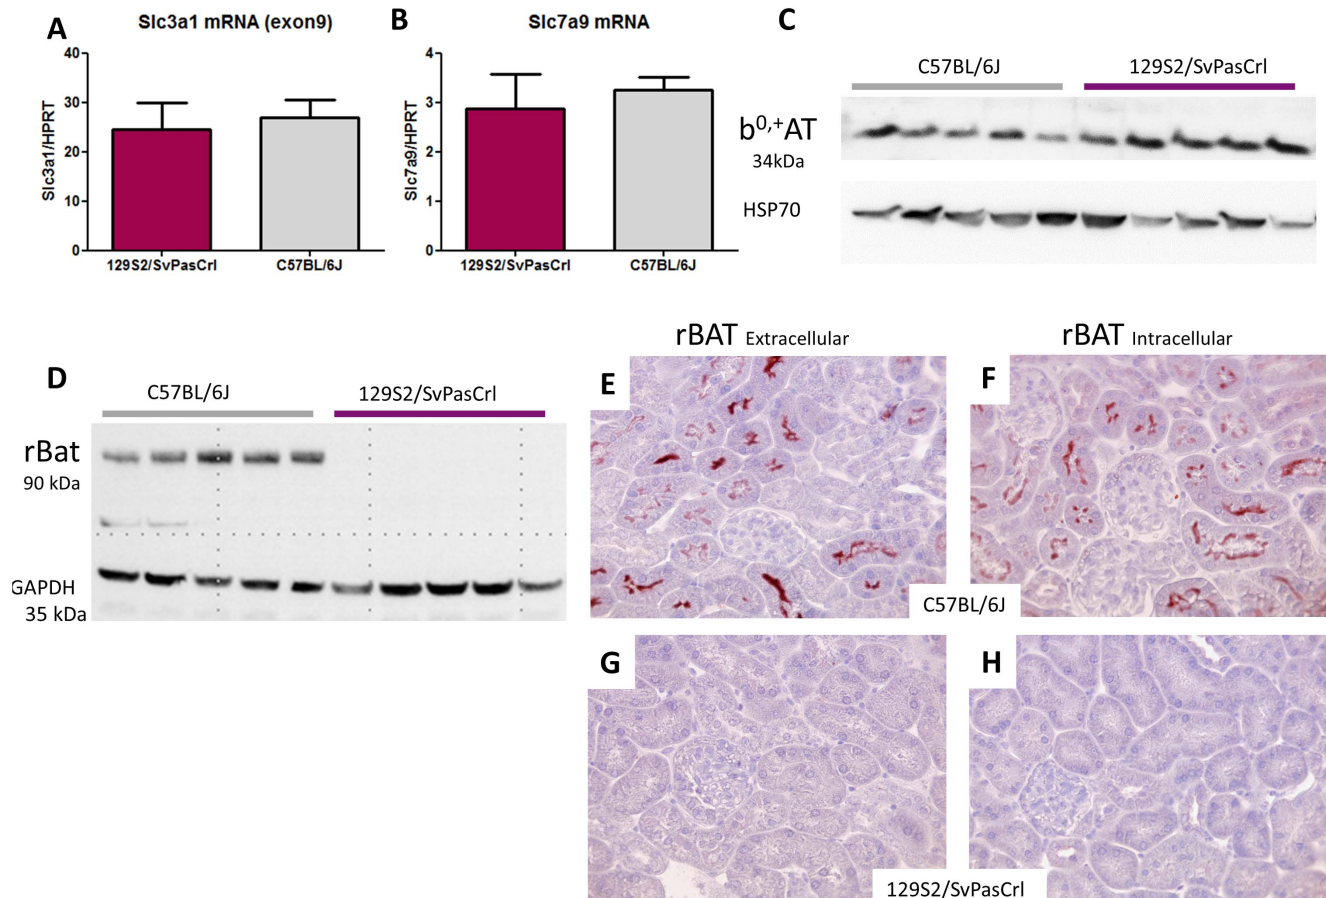 A
Slc3a1 mRNA (exon9)
Slc3a1/HPRT
40
30
20
10
0
129S2/SvPasCrl
C57BL/6J
B
Slc7a9 mRNA
Slc7a9/HPRT
4
3
2
1
0
129S2/SvPasCrl
C57BL/6J
C
C57BL/6J
129S2/SvPasCrl
b0,+AT
34kDa
HSP70
D
C57BL/6J
129S2/SvPasCrl
rBat
90 kDa
GAPDH
35 kDa
rBAT Extracellular
rBAT Intracellular
E
F
C57BL/6J
G
H
129S2/SvPasCrl